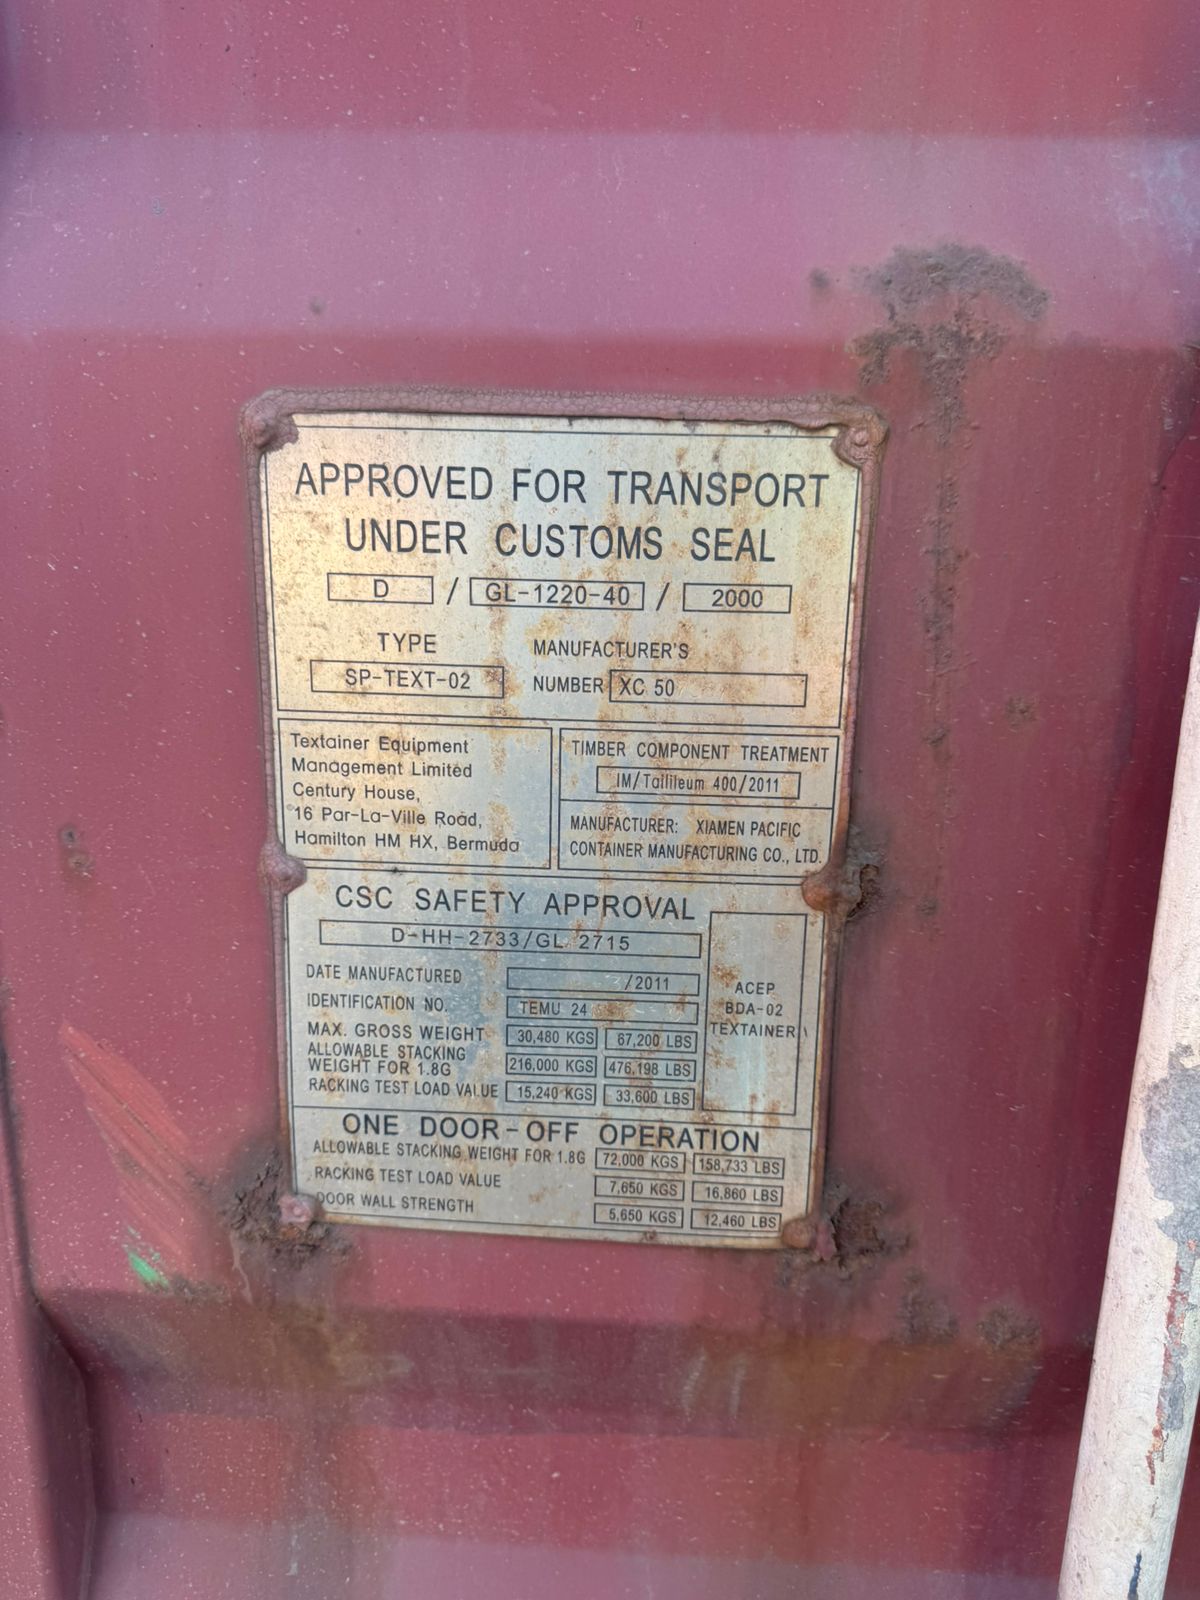 APPROVED FOR TRANSPORT
UNDER CUSTOMS SEAL
D / GL-1220-40 / 2000
TYPE
SP-TEXT-02
MANUFACTURER'S
NUMBER XC 50
Textainer Equipment
Management Limited
Century House,
16 Par-La-Ville Road,
Hamilton HM HX, Bermuda
TIMBER COMPONENT TREATMENT
IM/Tailileum 400/2011
MANUFACTURER: XIAMEN PACIFIC
CONTAINER MANUFACTURING CO., LTD.
CSC SAFETY APPROVAL
D-HH-2733/GL 2715
DATE MANUFACTURED /2011
IDENTIFICATION NO. TEMU 24
MAX. GROSS WEIGHT 30,480 KGS 67,200 LBS
ALLOWABLE STACKING
WEIGHT FOR 1.8G 216,000 KGS 476,198 LBS
RACKING TEST LOAD VALUE 15,240 KGS 33,600 LBS
ACEP
BDA-02
TEXTAINER
ONE DOOR-OFF OPERATION
ALLOWABLE STACKING WEIGHT FOR 1.8G 72,000 KGS 158,733 LBS
RACKING TEST LOAD VALUE 7,650 KGS 16,860 LBS
DOOR WALL STRENGTH 5,650 KGS 12,460 LBS